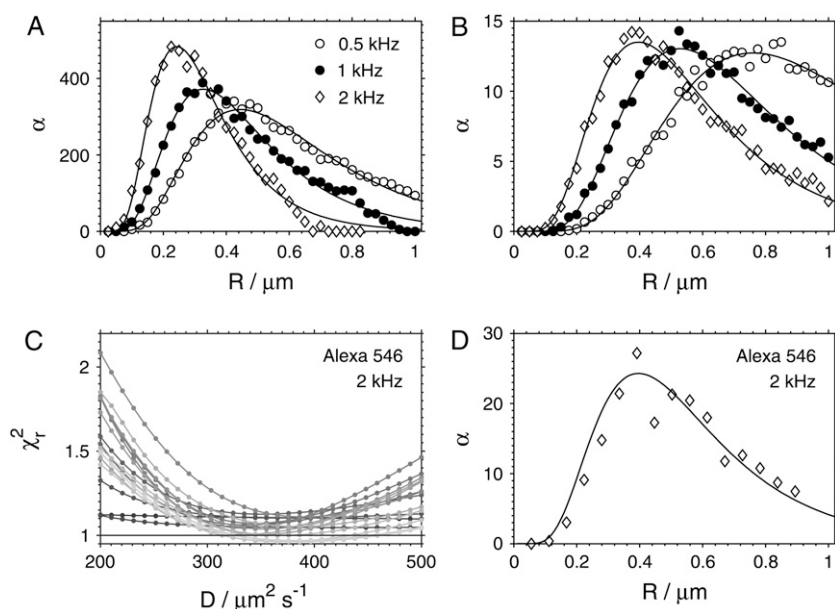 A
0.5 kHz
1 kHz
2 kHz
α
400
200
0
0 0.2 0.4 0.6 0.8 1
R / μm
B
α
15
10
5
0
0 0.2 0.4 0.6 0.8 1
R / μm
C
Alexa 546
2 kHz
χr²
2
1.5
1
200 300 400 500
D / μm² s⁻¹
D
Alexa 546
2 kHz
α
30
20
10
0
0 0.2 0.4 0.6 0.8 1
R / μm